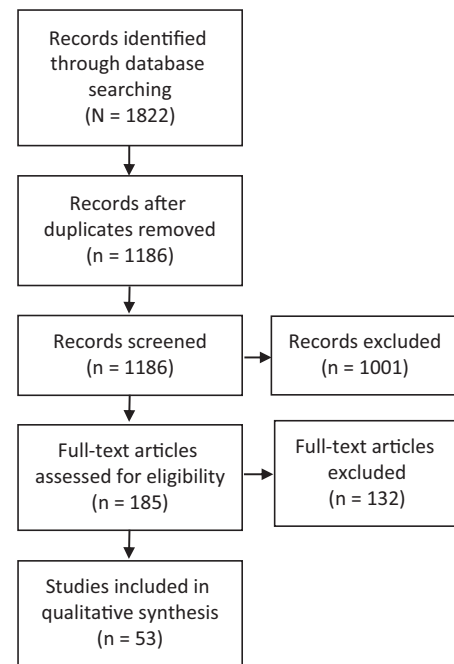 Records identified
through database
searching
(N = 1822)
Records after
duplicates removed
(n = 1186)
Records screened
(n = 1186)
Records excluded
(n = 1001)
Full-text articles
assessed for eligibility
(n = 185)
Full-text articles
excluded
(n = 132)
Studies included in
qualitative synthesis
(n = 53)